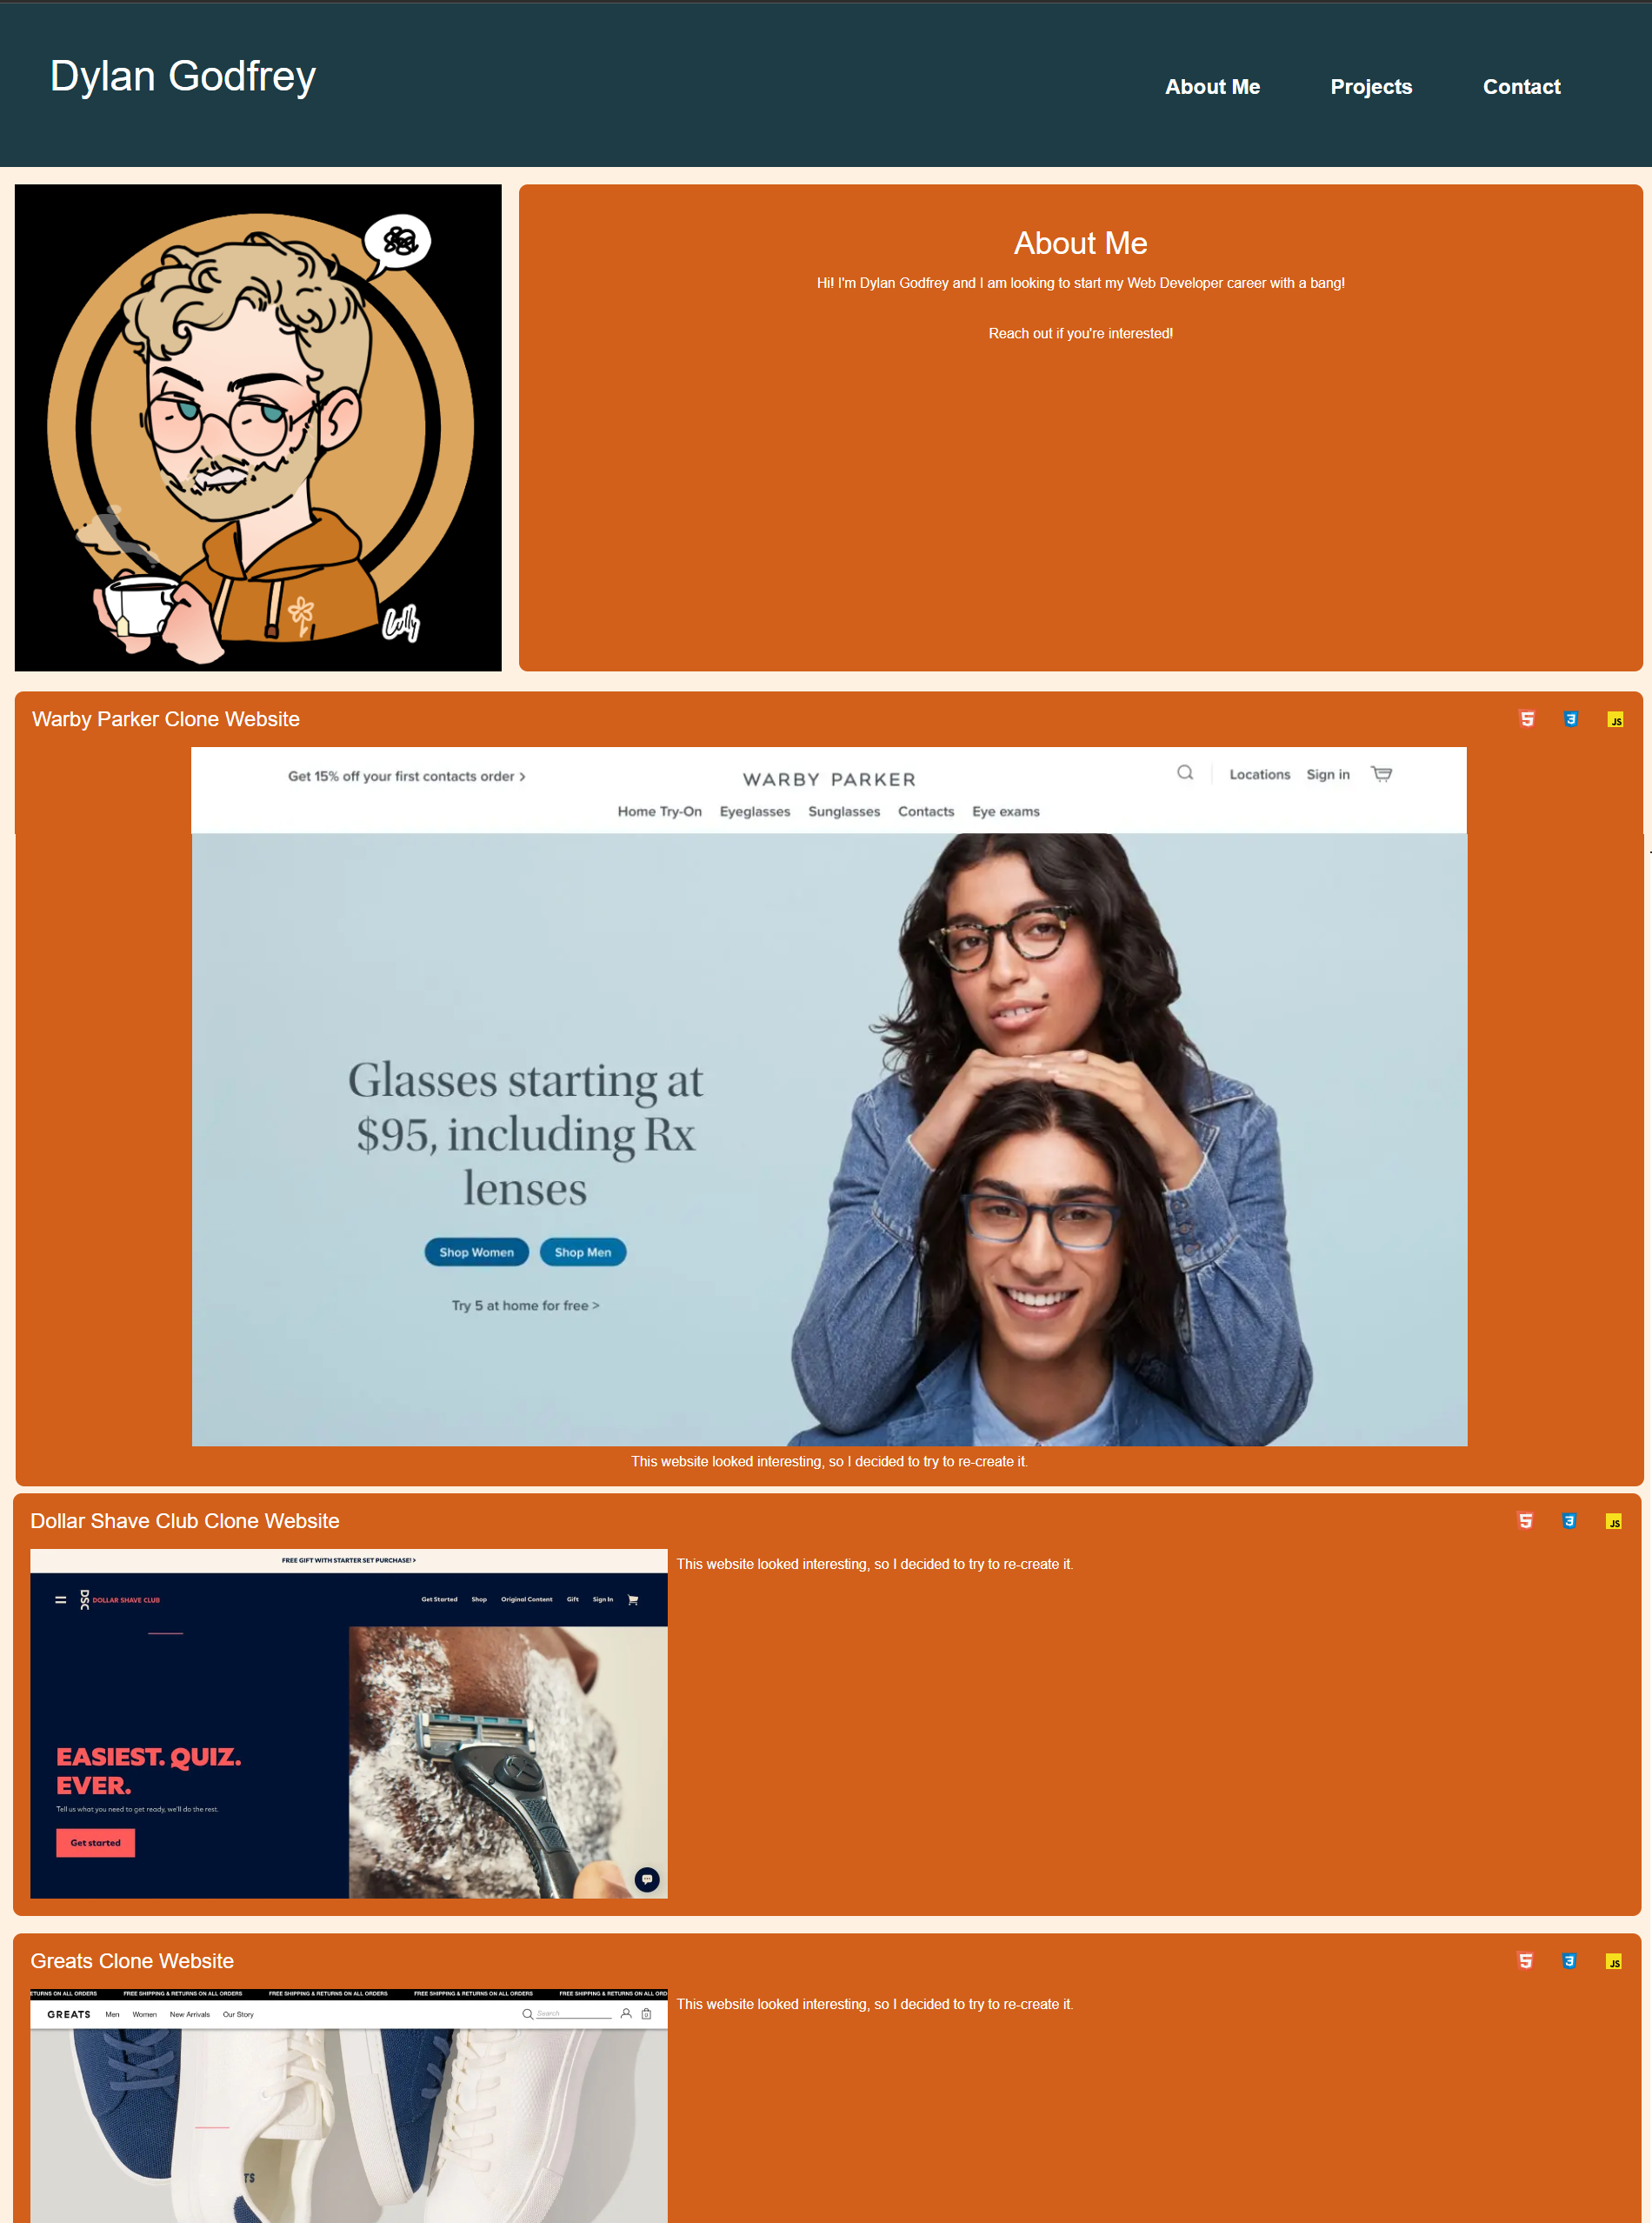 Dylan Godfrey
About Me Projects Contact
Lully
About Me
Hi! I'm Dylan Godfrey and I am looking to start my Web Developer career with a bang!
Reach out if you're interested!
Warby Parker Clone Website
5 3 JS
Get 15% off your first contacts order >
WARBY PARKER
Locations Sign in
Home Try-On Eyeglasses Sunglasses Contacts Eye exams
Glasses starting at
$95, including Rx
lenses
Shop Women Shop Men
Try 5 at home for free >
This website looked interesting, so I decided to try to re-create it.
Dollar Shave Club Clone Website
5 3 JS
FREE GIFT WITH STARTER SET PURCHASE! >
DSC DOLLAR SHAVE CLUB
Get Started Shop Original Content Gift Sign In
EASIEST. QUIZ.
EVER.
Tell us what you need to get ready, we'll do the rest.
Get started
This website looked interesting, so I decided to try to re-create it.
Greats Clone Website
5 3 JS
ETURNS ON ALL ORDERS FREE SHIPPING & RETURNS ON ALL ORDERS FREE SHIPPING & RETURNS ON ALL ORDERS FREE SHIPPING & RETURNS ON ALL ORDERS FREE SHIPPING & RETURNS ON ALL ORD
GREATS Men Women New Arrivals Our Story Search 0
TS
This website looked interesting, so I decided to try to re-create it.